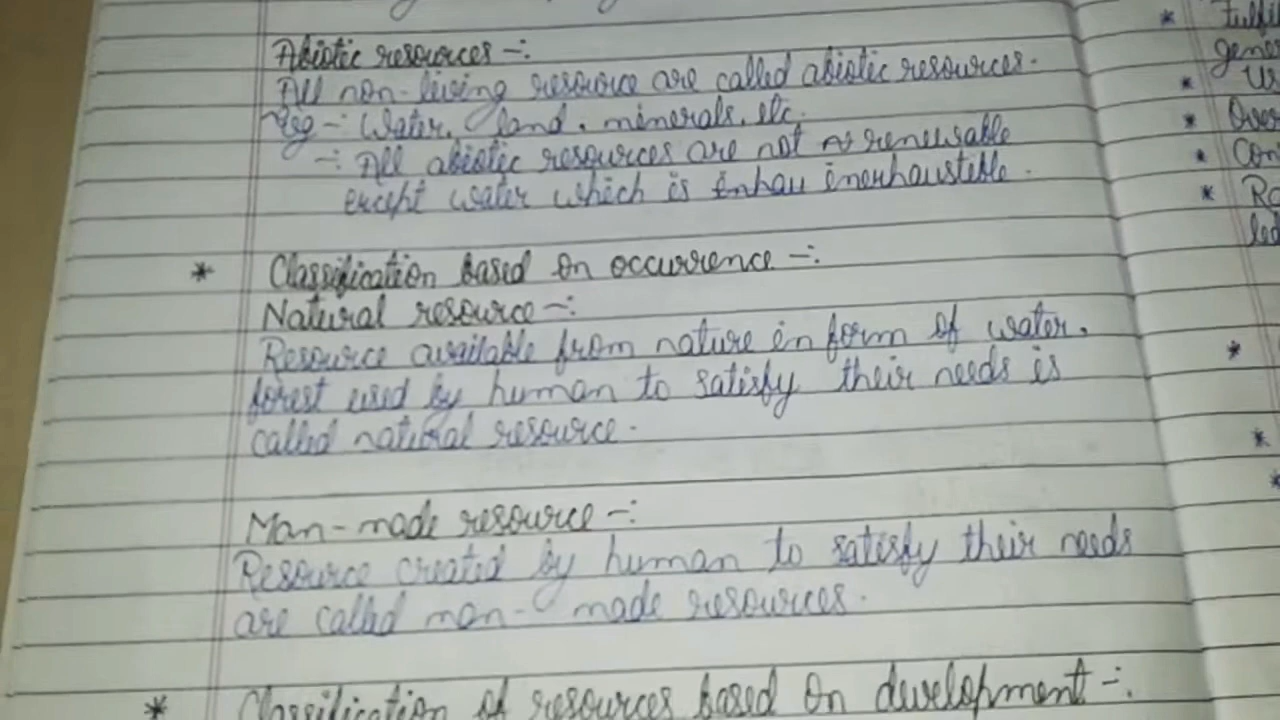 Abiotic resources -:
All non-living resource are called abiotic resources.
eg - Water, land, minerals, etc.
-: All abiotic resources are not renewable
except water which is inexhaustible.
* Classification based on occurrence -:
Natural resource -:
Resource available from nature in form of water,
forest used by human to satisfy their needs is
called natural resource.
Man-made resource -:
Resource created by human to satisfy their needs
are called man-made resources.
* Classification of resources based on development -:
*
*
*
*
*
*
*
*